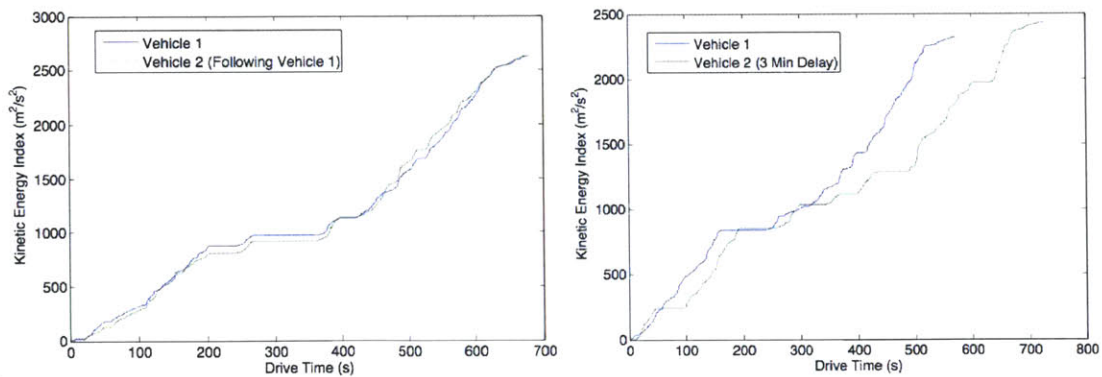 3000
2500
2000
1500
1000
500
0
Kinetic Energy Index (m²/s²)
Vehicle 1
Vehicle 2 (Following Vehicle 1)
0 100 200 300 400 500 600 700
Drive Time (s)
2500
2000
1500
1000
500
0
Kinetic Energy Index (m²/s²)
Vehicle 1
Vehicle 2 (3 Min Delay)
0 100 200 300 400 500 600 700 800
Drive Time (s)